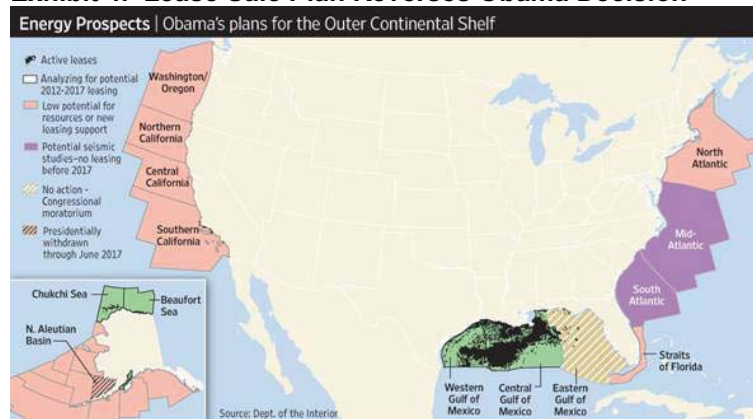 Energy Prospects | Obama's plans for the Outer Continental Shelf
Active leases
Analyzing for potential
2012-2017 leasing
Low potential for
resources or new
leasing support
Potential seismic
studies–no leasing
before 2017
No action -
Congressional
moratorium
Presidentially
withdrawn
through June 2017
Washington/
Oregon
Northern
California
Central
California
Southern
California
North
Atlantic
Mid-
Atlantic
South
Atlantic
Straits
of Florida
Chukchi Sea
Beaufort
Sea
N. Aleutian
Basin
Western
Gulf of
Mexico
Central
Gulf of
Mexico
Eastern
Gulf of
Mexico
Source: Dept. of the Interior